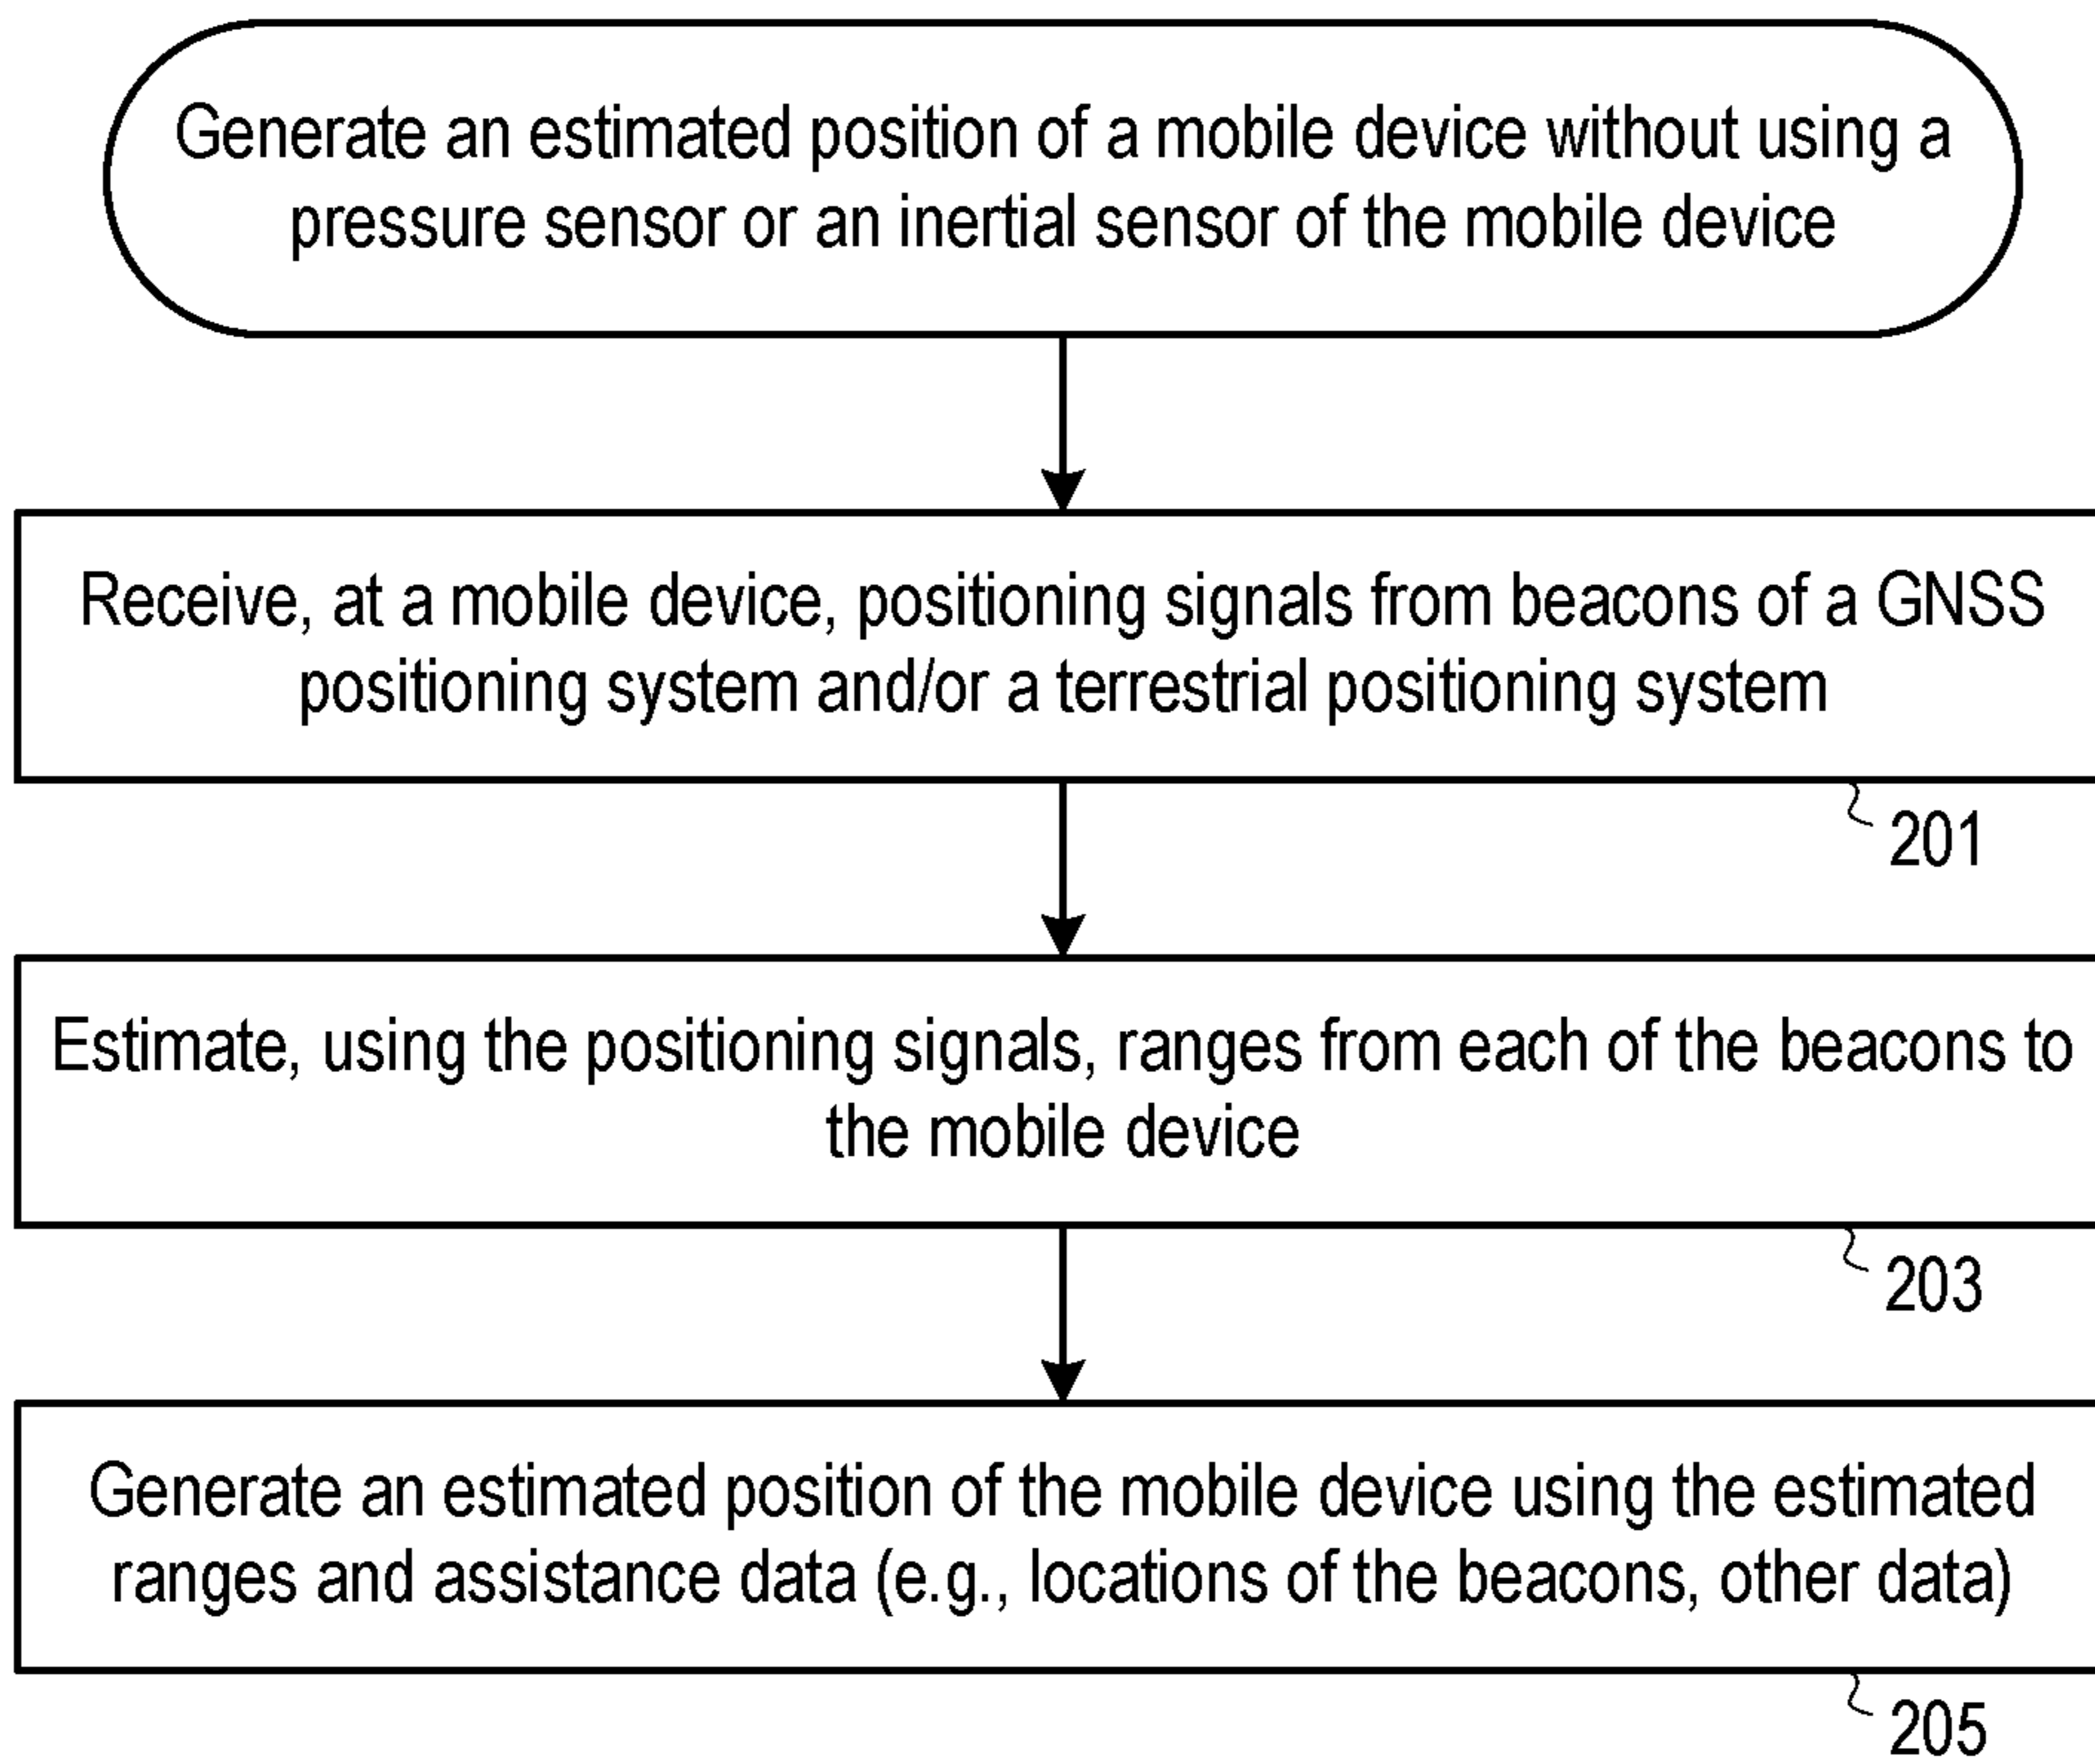 Generate an estimated position of a mobile device without using a
pressure sensor or an inertial sensor of the mobile device
Receive, at a mobile device, positioning signals from beacons of a GNSS
positioning system and/or a terrestrial positioning system
201
Estimate, using the positioning signals, ranges from each of the beacons to
the mobile device
203
Generate an estimated position of the mobile device using the estimated
ranges and assistance data (e.g., locations of the beacons, other data)
205